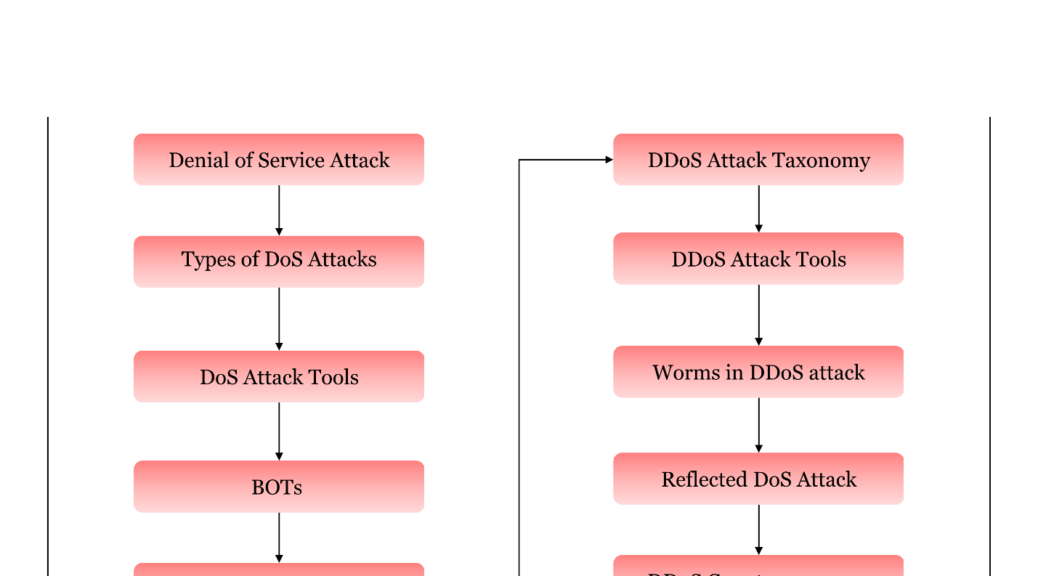 Denial of Service Attack
Types of DoS Attacks
DoS Attack Tools
BOTs
DDoS Attack Taxonomy
DDoS Attack Tools
Worms in DDoS attack
Reflected DoS Attack
DDoS